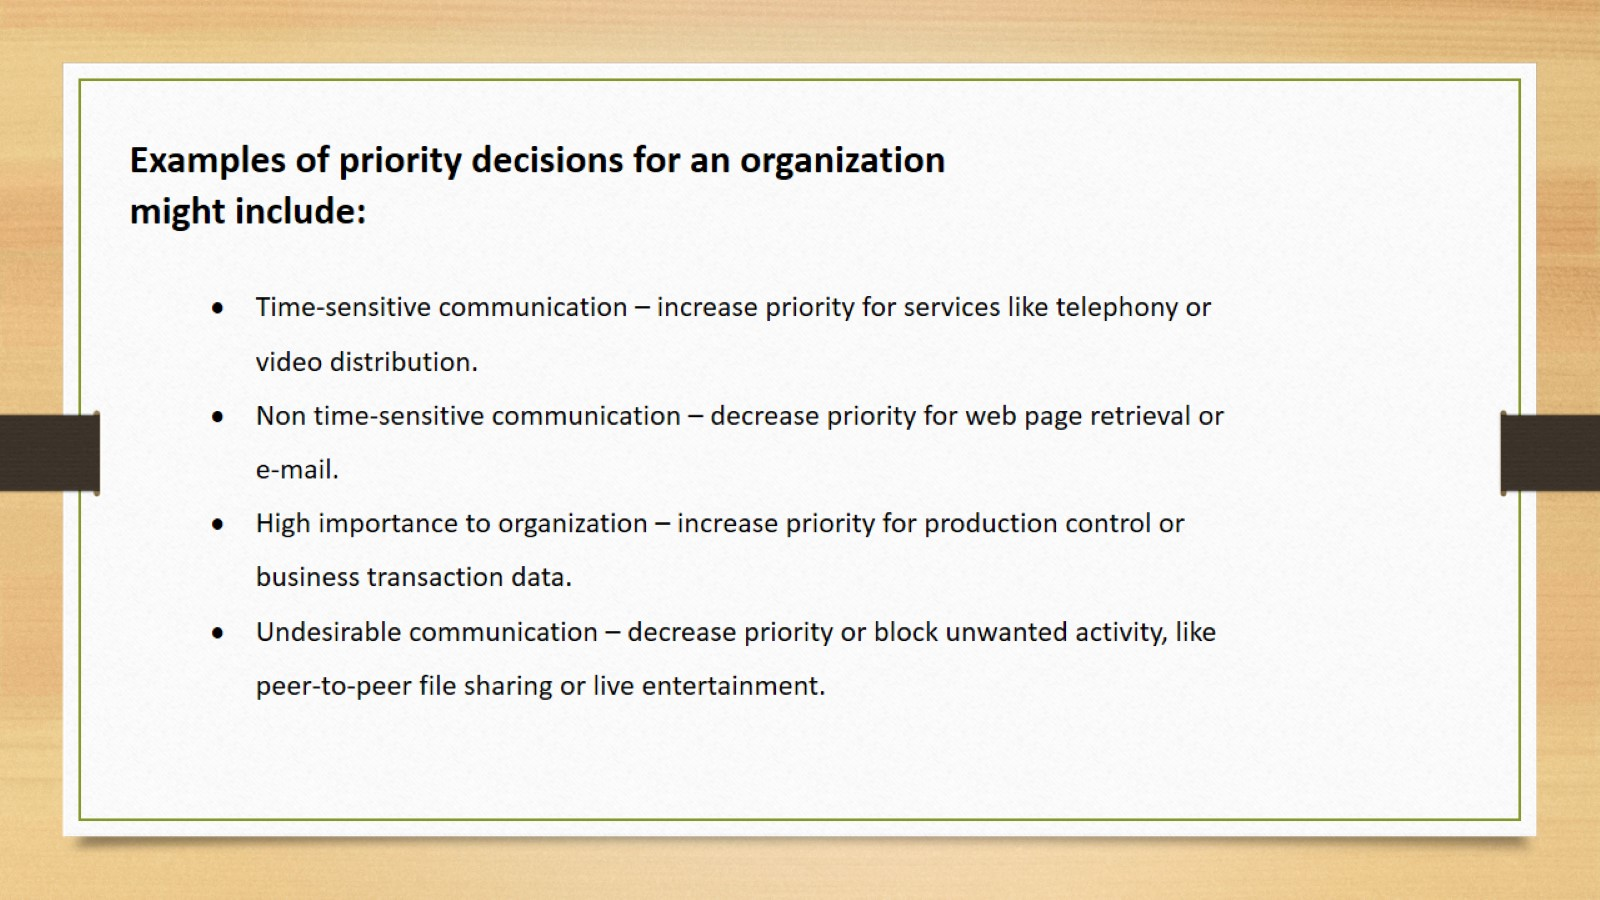 Examples of priority decisions for an organization
might include:
● Time-sensitive communication – increase priority for services like telephony or
video distribution.
● Non time-sensitive communication – decrease priority for web page retrieval or
e-mail.
● High importance to organization – increase priority for production control or
business transaction data.
● Undesirable communication – decrease priority or block unwanted activity, like
peer-to-peer file sharing or live entertainment.